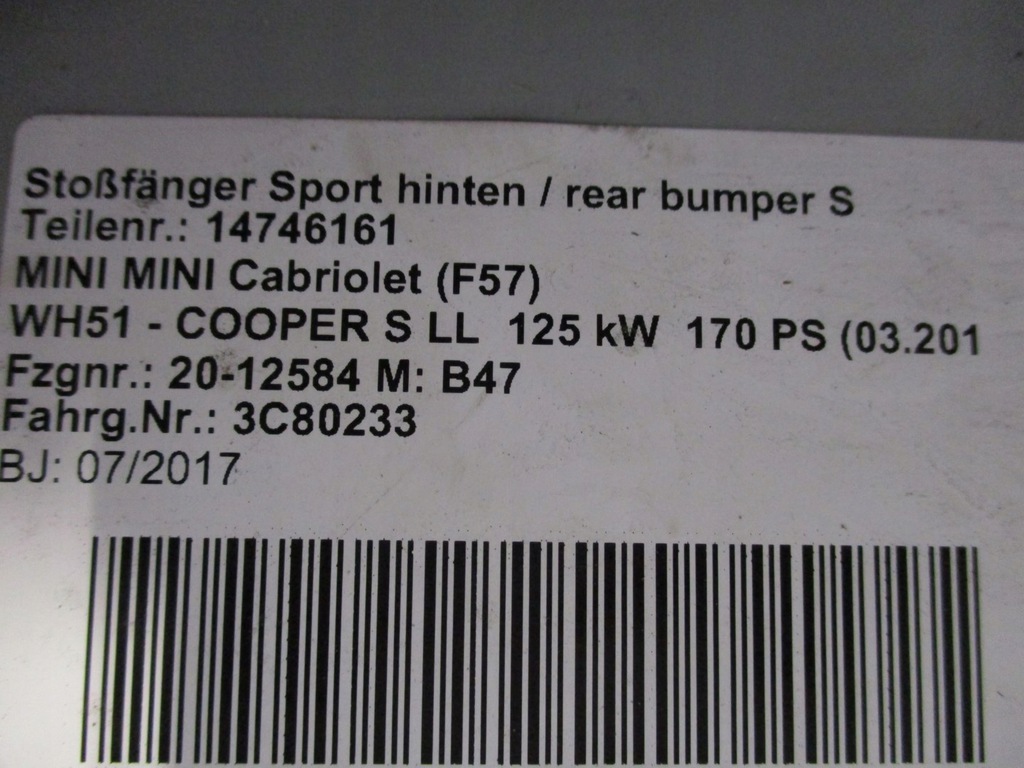 Stoßfänger Sport hinten / rear bumper S
Teilenr.: 14746161
MINI MINI Cabriolet (F57)
WH51 - COOPER S LL 125 kW 170 PS (03.201
Fzgnr.: 20-12584 M: B47
Fahrg.Nr.: 3C80233
BJ: 07/2017